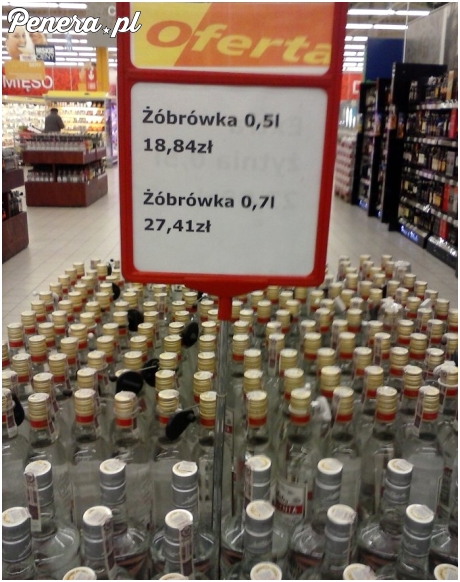 Penera.pl
Oferta
MIĘSO
Żóbrówka 0,5l
18,84zł
Żóbrówka 0,7l
27,41zł